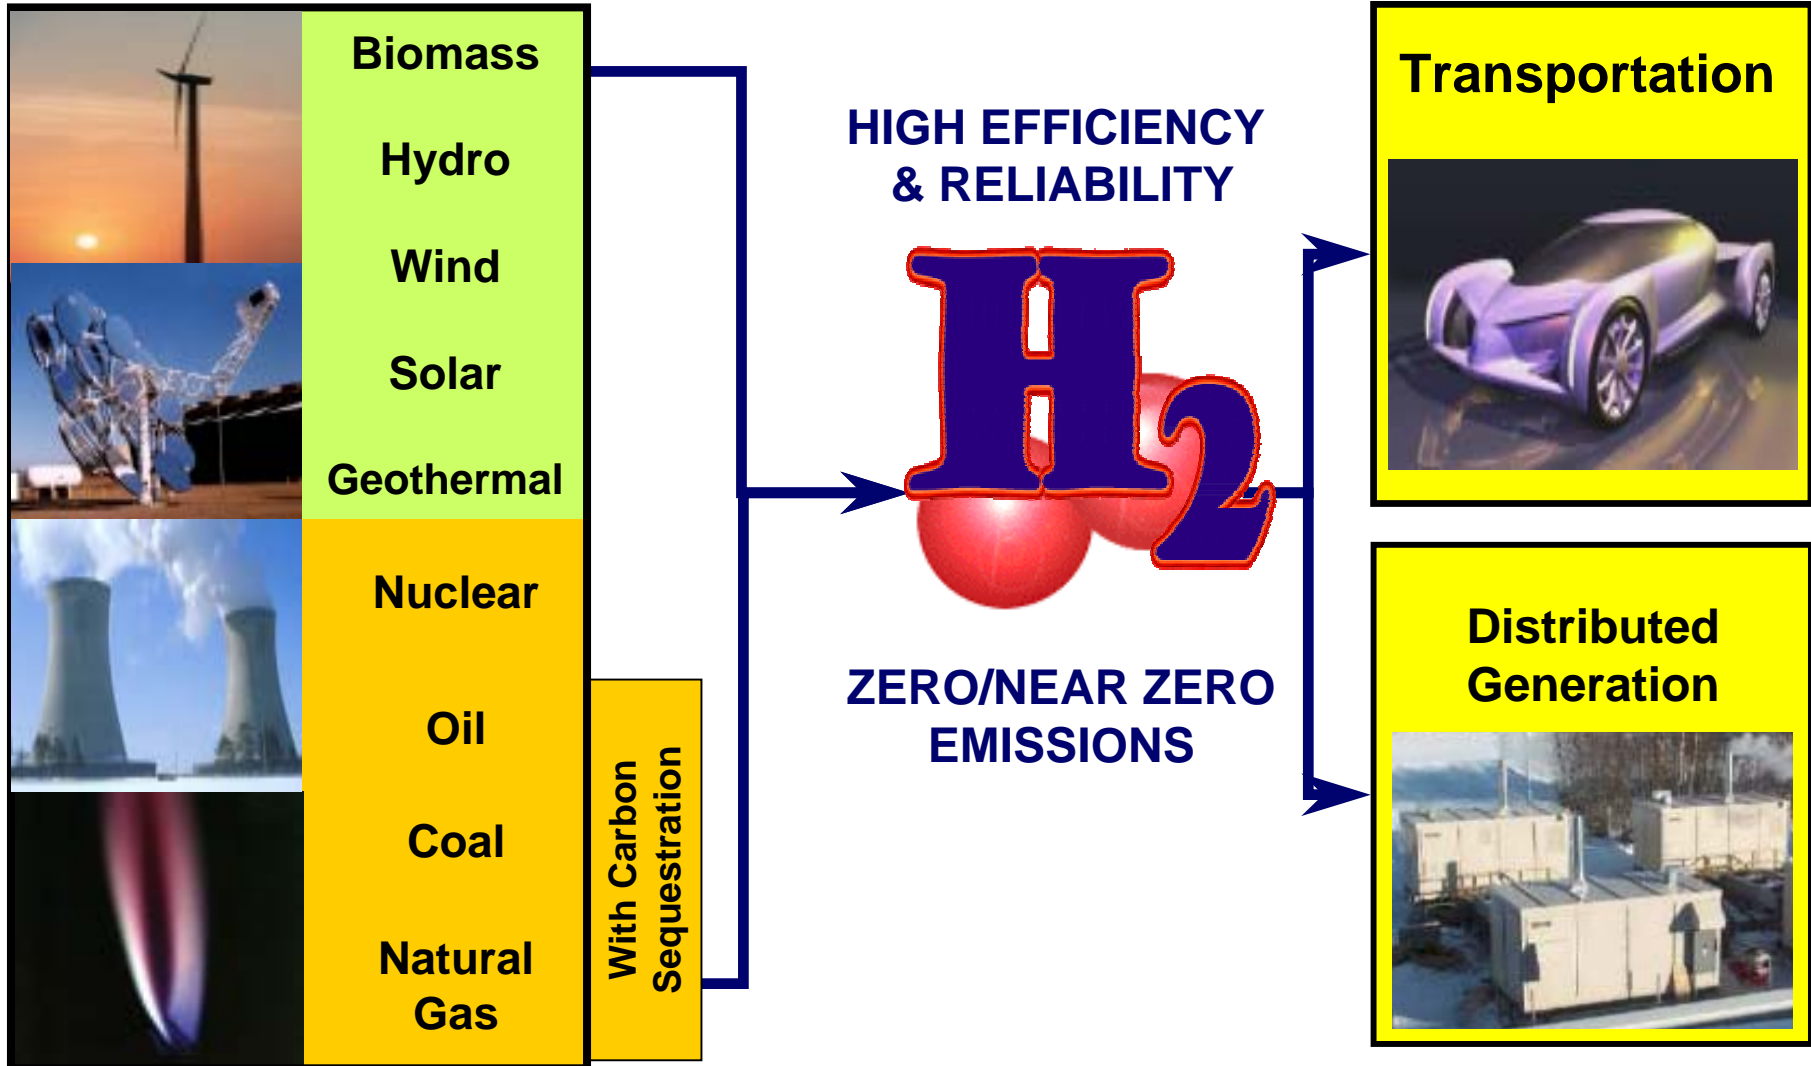 Biomass
Hydro
Wind
Solar
Geothermal
Nuclear
Oil
Coal
Natural
Gas
With Carbon
Sequestration
HIGH EFFICIENCY
& RELIABILITY
H2
ZERO/NEAR ZERO
EMISSIONS
Transportation
Distributed
Generation